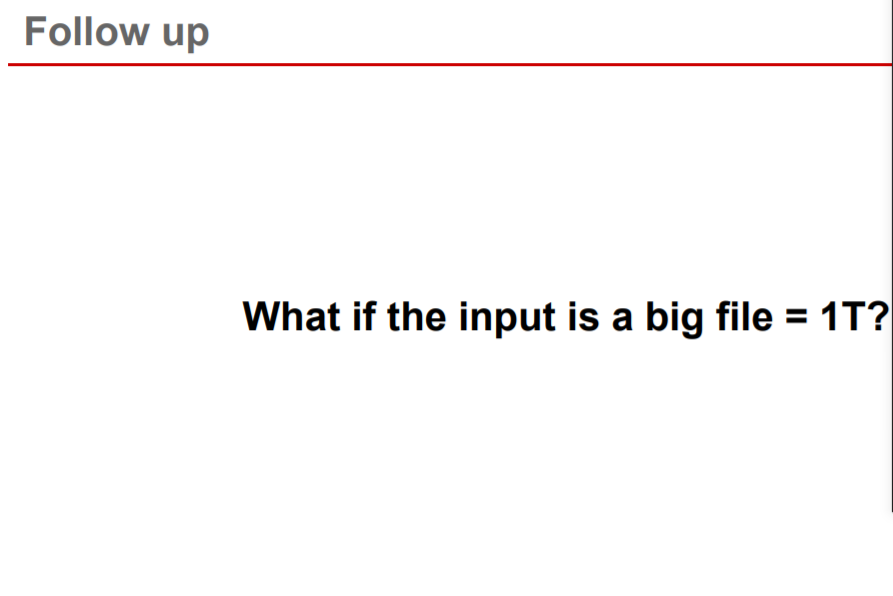 Follow up
What if the input is a big file = 1T?